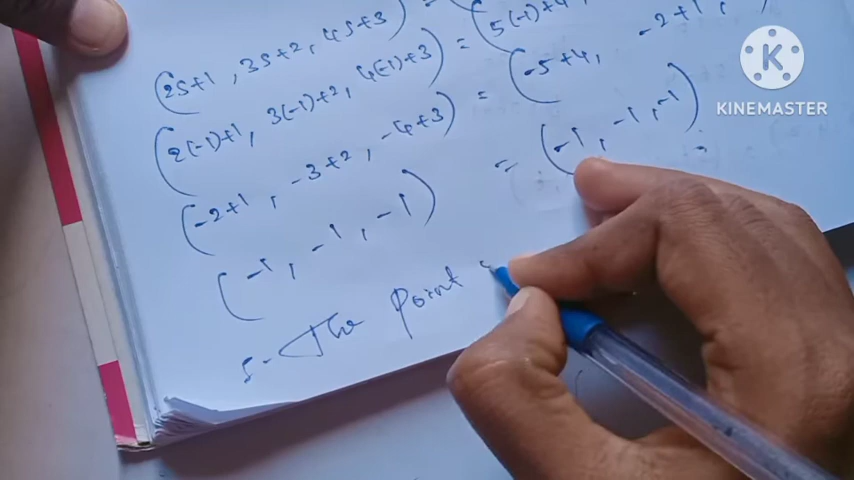 (2s+1, 3s+2, 4s+3) =
(2(-1)+1, 3(-1)+2, 4(-1)+3) = (5(-1)+4,
(-2+1, -3+2, -4+3) = (-5+4, -2+1,
(-1, -1, -1) = (-1, -1, -1)
The Point
K
KINEMASTER